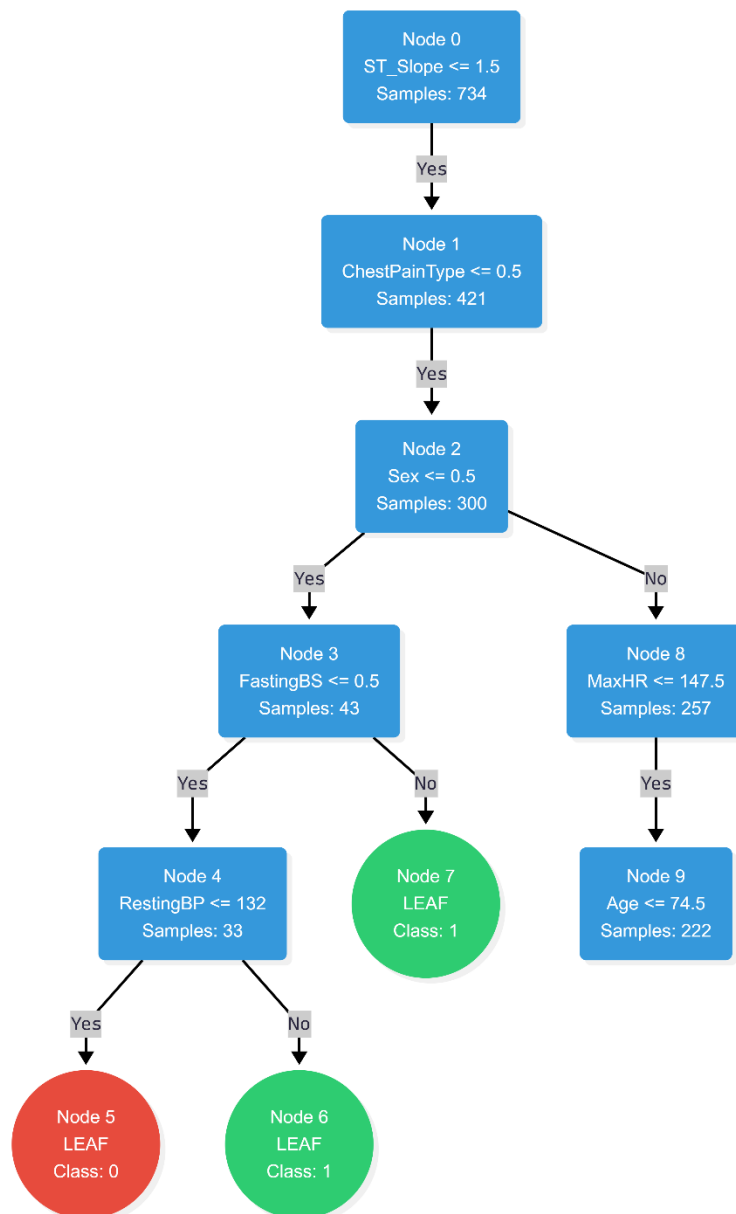 Node 0
ST_Slope <= 1.5
Samples: 734
Yes
Node 1
ChestPainType <= 0.5
Samples: 421
Yes
Node 2
Sex <= 0.5
Samples: 300
Yes
No
Node 3
FastingBS <= 0.5
Samples: 43
Node 8
MaxHR <= 147.5
Samples: 257
Yes
No
Yes
Node 4
RestingBP <= 132
Samples: 33
Node 7
LEAF
Class: 1
Node 9
Age <= 74.5
Samples: 222
Yes
No
Node 5
LEAF
Class: 0
Node 6
LEAF
Class: 1